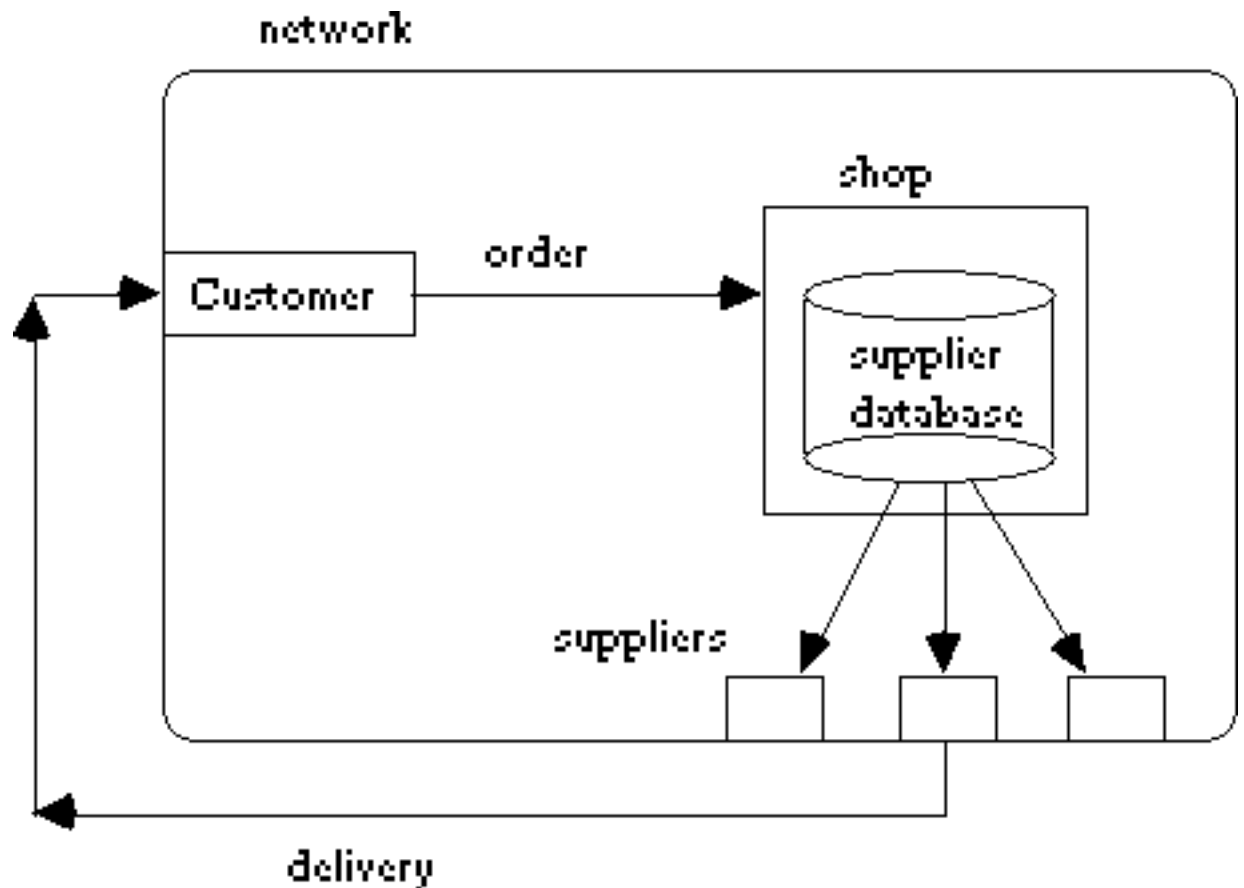 network
shop
order
Customer
supplier
database
suppliers
delivery